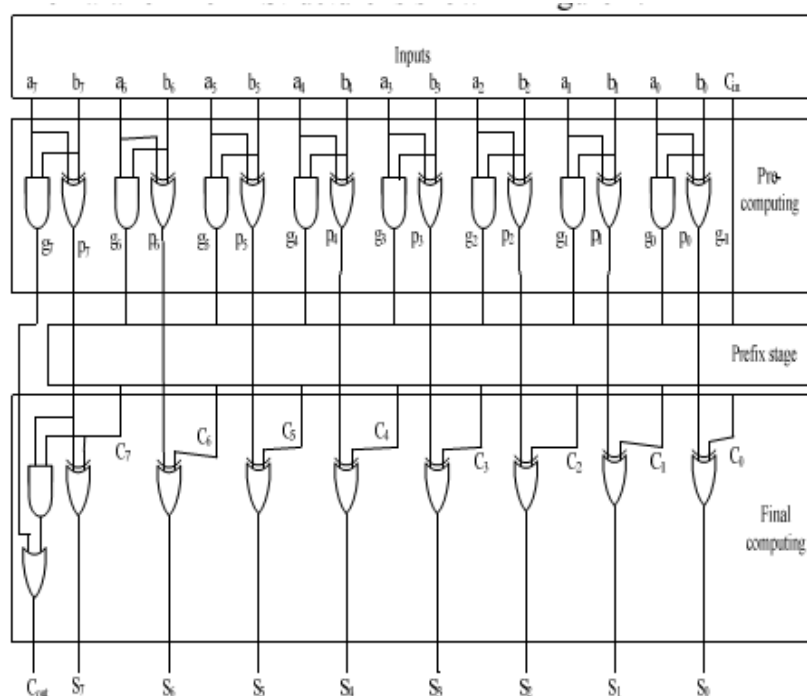 Inputs
a7 b7 a6 b6 a5 b5 a4 b4 a3 b3 a2 b2 a1 b1 a0 b0 Cin
Pre-
computing
g7 p7 g6 p6 g5 p5 g4 p4 g3 p3 g2 p2 g1 p1 g0 p0 g-1
Prefix stage
C7 C6 C5 C4 C3 C2 C1 C0
Final
computing
Cout S7 S6 S5 S4 S3 S2 S1 S0